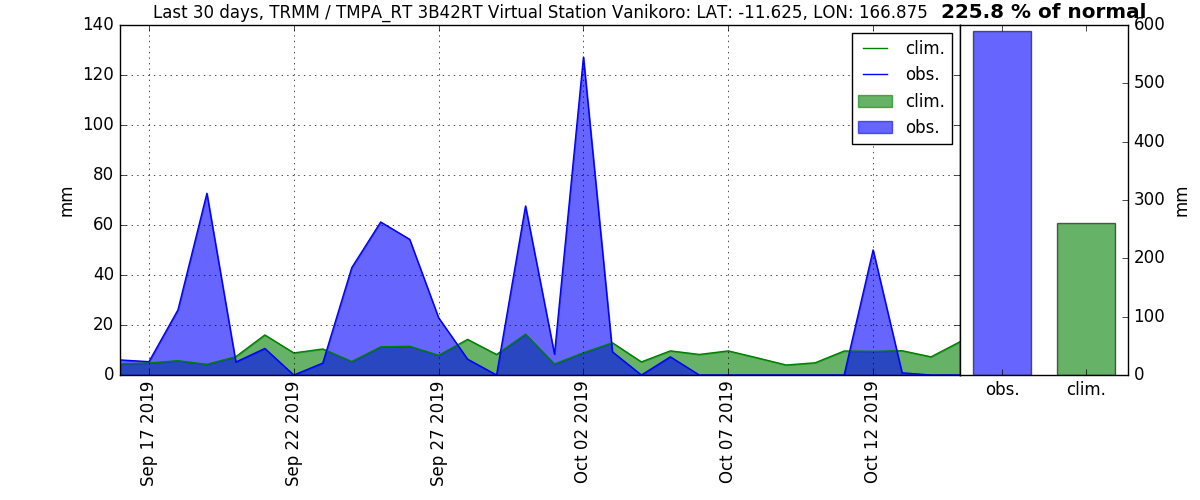 Last 30 days, TRMM / TMPA_RT 3B42RT Virtual Station Vanikoro: LAT: -11.625, LON: 166.875 225.8 % of normal
140
120
100
80
60
40
20
0
mm
clim.
obs.
clim.
obs.
Sep 17 2019
Sep 22 2019
Sep 27 2019
Oct 02 2019
Oct 07 2019
Oct 12 2019
600
500
400
300
200
100
0
mm
obs. clim.